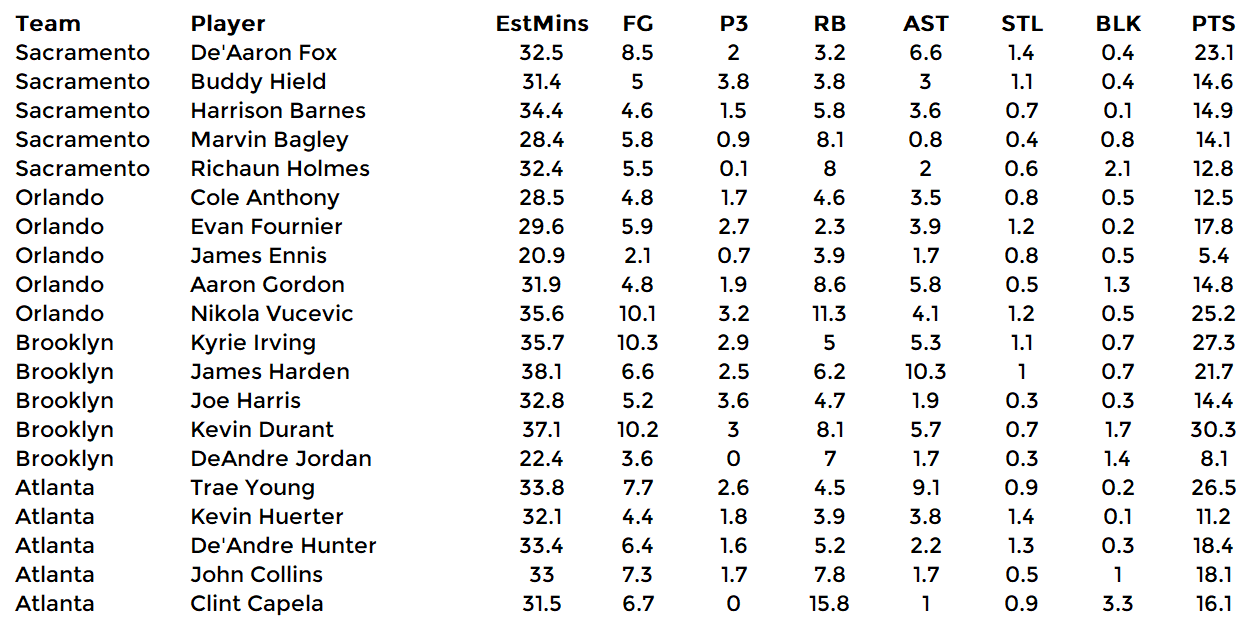 Team Player EstMins FG P3 RB AST STL BLK PTS
Sacramento De'Aaron Fox 32.5 8.5 2 3.2 6.6 1.4 0.4 23.1
Sacramento Buddy Hield 31.4 5 3.8 3.8 3 1.1 0.4 14.6
Sacramento Harrison Barnes 34.4 4.6 1.5 5.8 3.6 0.7 0.1 14.9
Sacramento Marvin Bagley 28.4 5.8 0.9 8.1 0.8 0.4 0.8 14.1
Sacramento Richaun Holmes 32.4 5.5 0.1 8 2 0.6 2.1 12.8
Orlando Cole Anthony 28.5 4.8 1.7 4.6 3.5 0.8 0.5 12.5
Orlando Evan Fournier 29.6 5.9 2.7 2.3 3.9 1.2 0.2 17.8
Orlando James Ennis 20.9 2.1 0.7 3.9 1.7 0.8 0.5 5.4
Orlando Aaron Gordon 31.9 4.8 1.9 8.6 5.8 0.5 1.3 14.8
Orlando Nikola Vucevic 35.6 10.1 3.2 11.3 4.1 1.2 0.5 25.2
Brooklyn Kyrie Irving 35.7 10.3 2.9 5 5.3 1.1 0.7 27.3
Brooklyn James Harden 38.1 6.6 2.5 6.2 10.3 1 0.7 21.7
Brooklyn Joe Harris 32.8 5.2 3.6 4.7 1.9 0.3 0.3 14.4
Brooklyn Kevin Durant 37.1 10.2 3 8.1 5.7 0.7 1.7 30.3
Brooklyn DeAndre Jordan 22.4 3.6 0 7 1.7 0.3 1.4 8.1
Atlanta Trae Young 33.8 7.7 2.6 4.5 9.1 0.9 0.2 26.5
Atlanta Kevin Huerter 32.1 4.4 1.8 3.9 3.8 1.4 0.1 11.2
Atlanta De'Andre Hunter 33.4 6.4 1.6 5.2 2.2 1.3 0.3 18.4
Atlanta John Collins 33 7.3 1.7 7.8 1.7 0.5 1 18.1
Atlanta Clint Capela 31.5 6.7 0 15.8 1 0.9 3.3 16.1